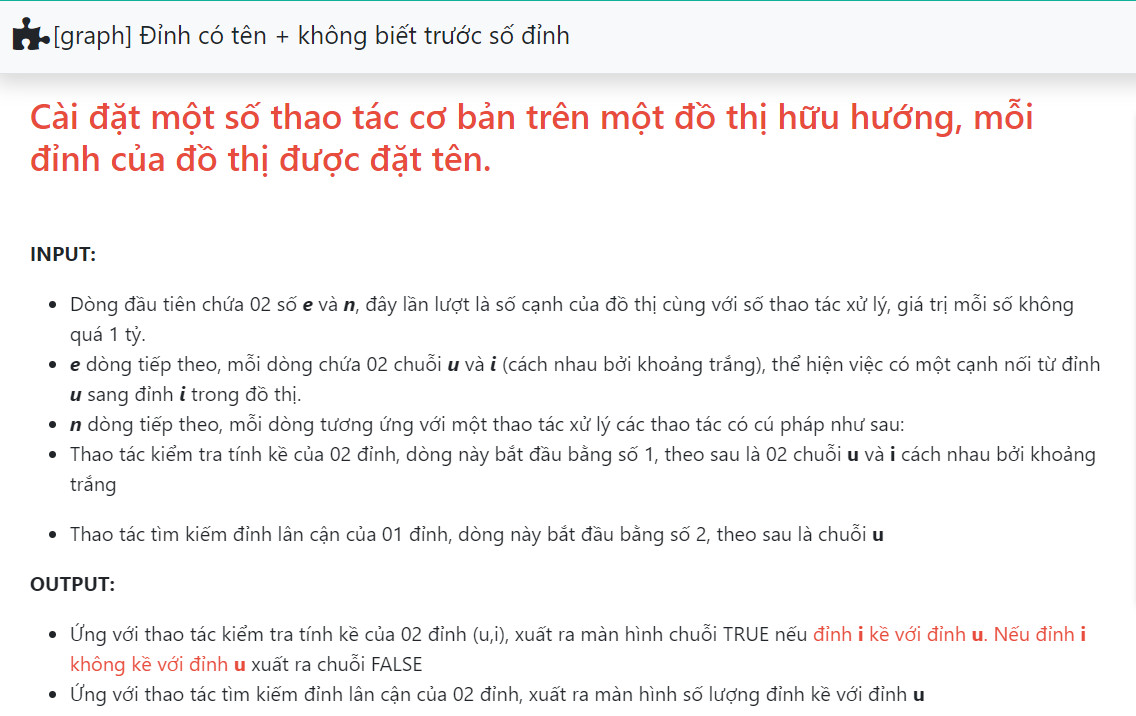 [graph] Đỉnh có tên + không biết trước số đỉnh
Cài đặt một số thao tác cơ bản trên một đồ thị hữu hướng, mỗi
đỉnh của đồ thị được đặt tên.
INPUT:
• Dòng đầu tiên chứa 02 số e và n, đây lần lượt là số cạnh của đồ thị cùng với số thao tác xử lý, giá trị mỗi số không
quá 1 tỷ.
• e dòng tiếp theo, mỗi dòng chứa 02 chuỗi u và i (cách nhau bởi khoảng trắng), thể hiện việc có một cạnh nối từ đỉnh
u sang đỉnh i trong đồ thị.
• n dòng tiếp theo, mỗi dòng tương ứng với một thao tác xử lý các thao tác có cú pháp như sau:
• Thao tác kiểm tra tính kề của 02 đỉnh, dòng này bắt đầu bằng số 1, theo sau là 02 chuỗi u và i cách nhau bởi khoảng
trắng
• Thao tác tìm kiếm đỉnh lân cận của 01 đỉnh, dòng này bắt đầu bằng số 2, theo sau là chuỗi u
OUTPUT:
• Ứng với thao tác kiểm tra tính kề của 02 đỉnh (u,i), xuất ra màn hình chuỗi TRUE nếu đỉnh i kề với đỉnh u. Nếu đỉnh i
không kề với đỉnh u xuất ra chuỗi FALSE
• Ứng với thao tác tìm kiếm đỉnh lân cận của 02 đỉnh, xuất ra màn hình số lượng đỉnh kề với đỉnh u